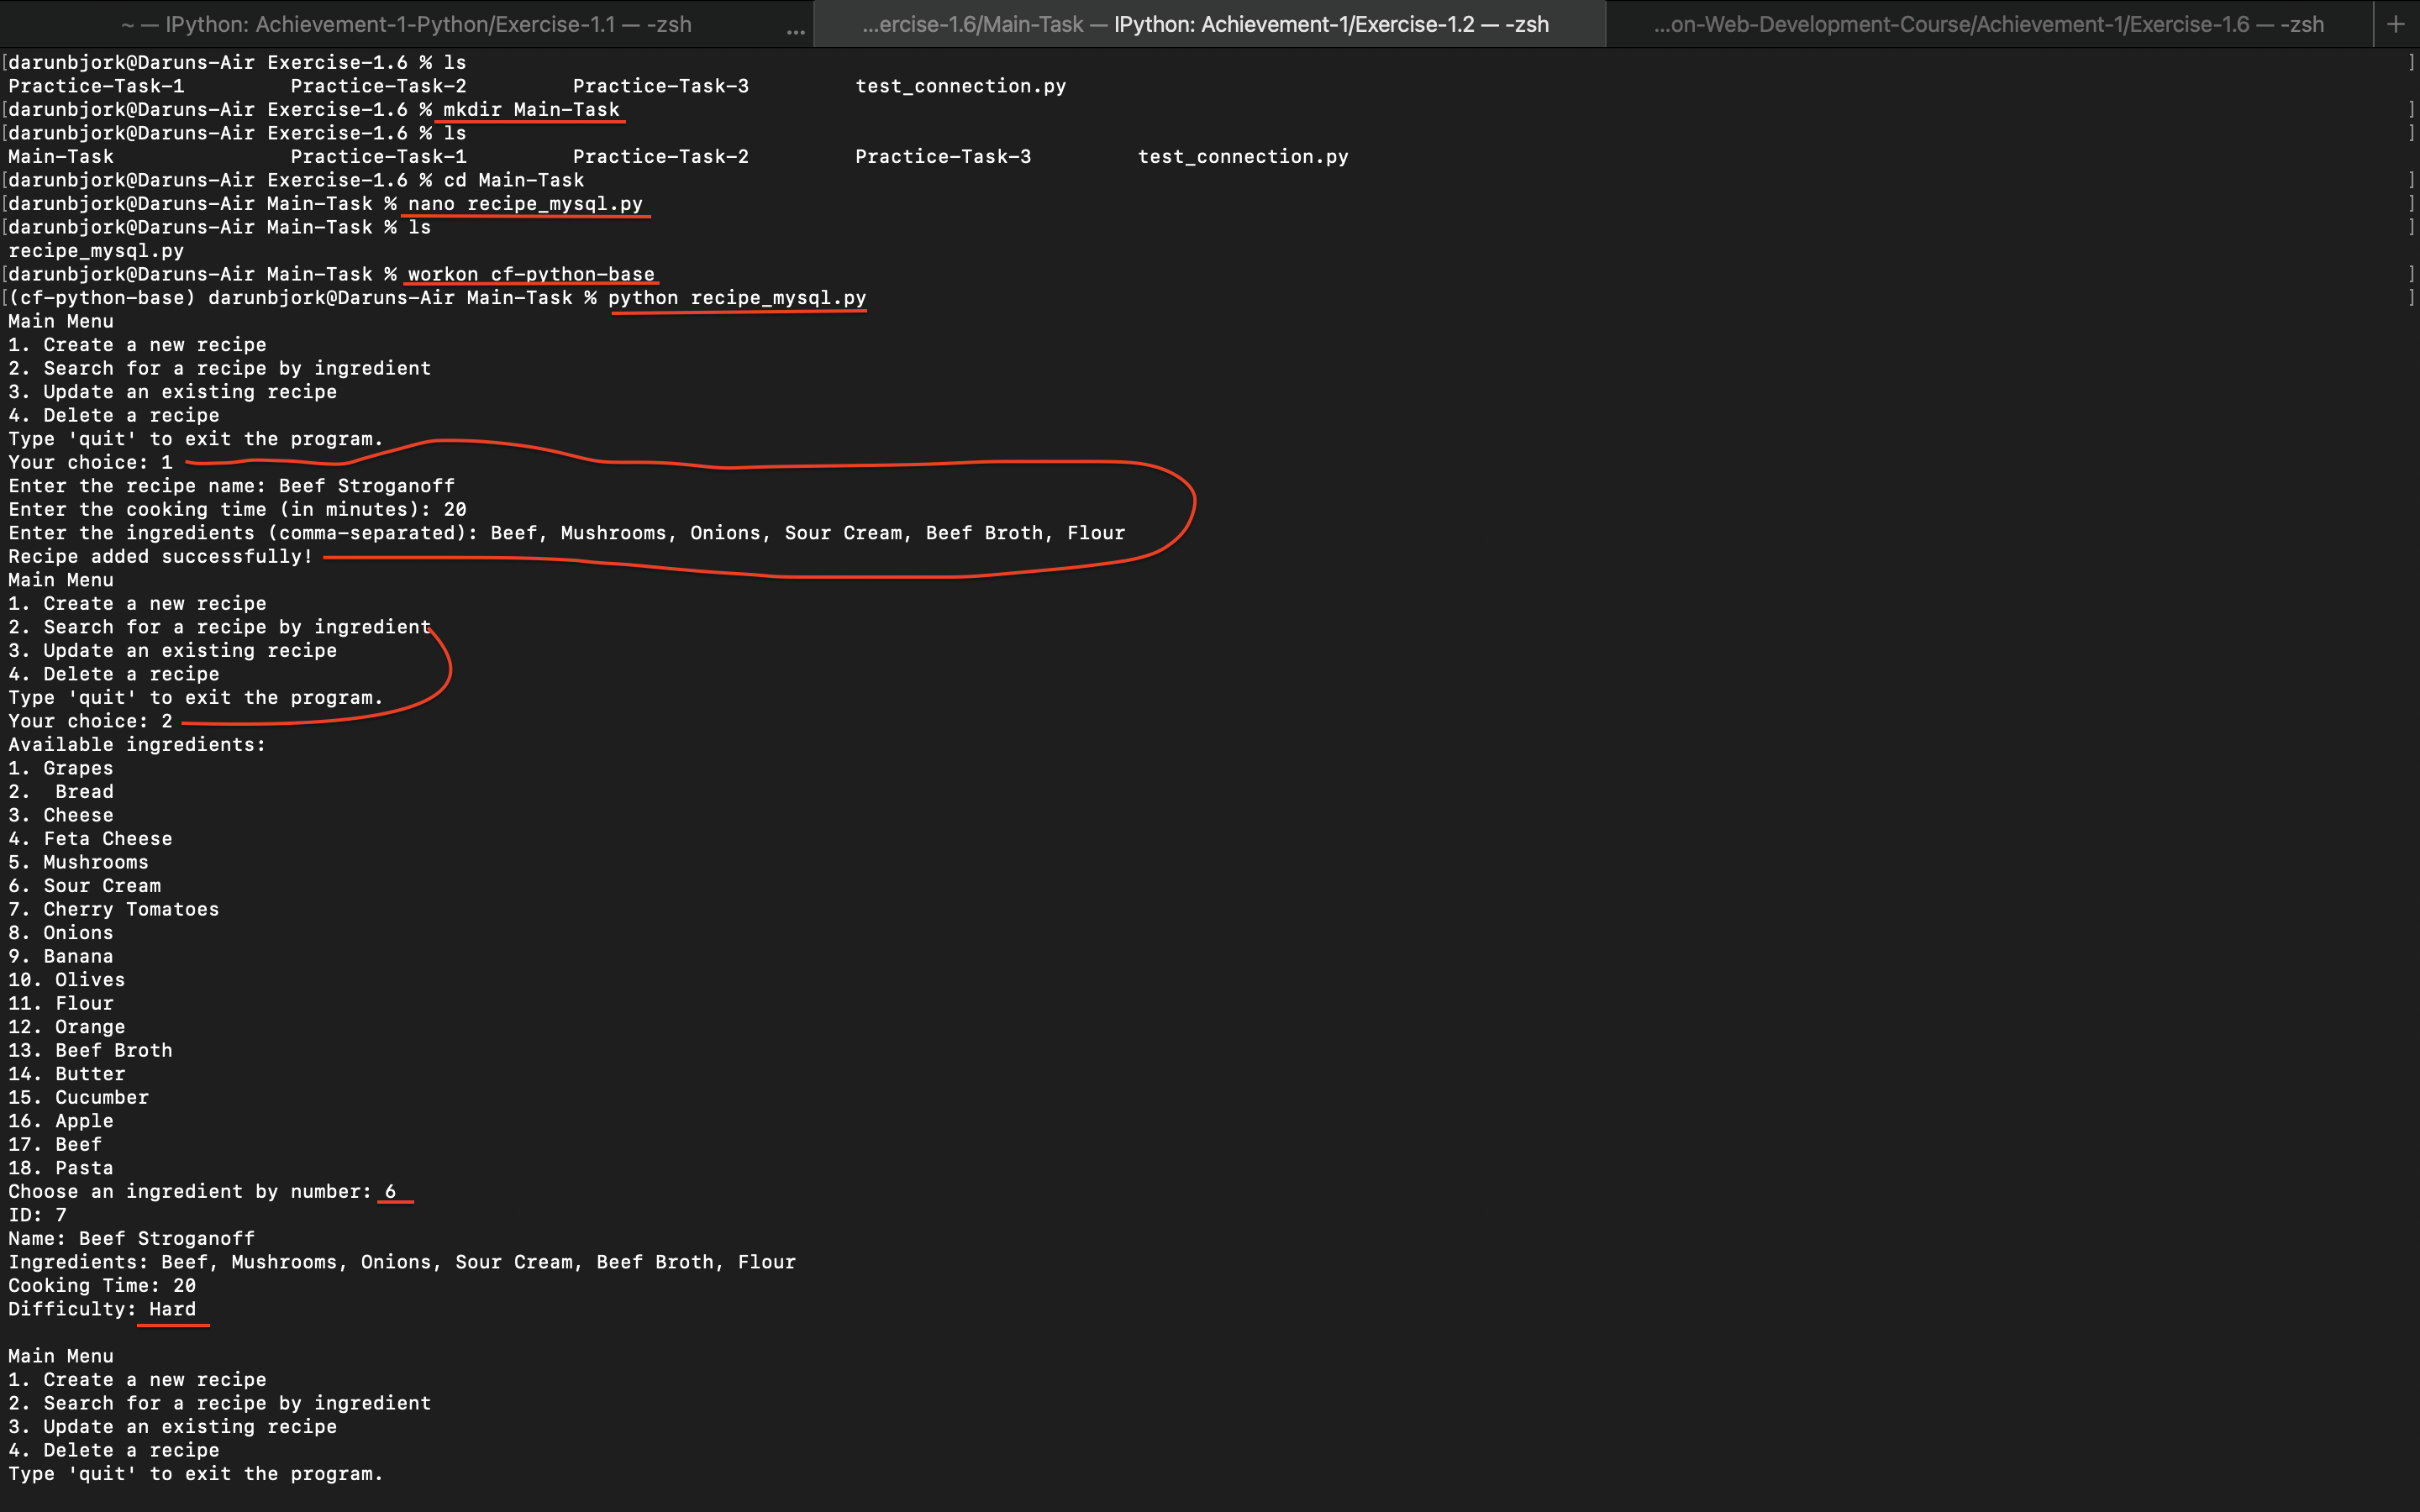 ~ — IPython: Achievement-1-Python/Exercise-1.1 — -zsh ... ...ercise-1.6/Main-Task — IPython: Achievement-1/Exercise-1.2 — -zsh ...on-Web-Development-Course/Achievement-1/Exercise-1.6 — -zsh +
[darunbjork@Daruns-Air Exercise-1.6 % ls ]
Practice-Task-1 Practice-Task-2 Practice-Task-3 test_connection.py
[darunbjork@Daruns-Air Exercise-1.6 % mkdir Main-Task ]
[darunbjork@Daruns-Air Exercise-1.6 % ls ]
Main-Task Practice-Task-1 Practice-Task-2 Practice-Task-3 test_connection.py
[darunbjork@Daruns-Air Exercise-1.6 % cd Main-Task ]
[darunbjork@Daruns-Air Main-Task % nano recipe_mysql.py ]
[darunbjork@Daruns-Air Main-Task % ls ]
recipe_mysql.py
[darunbjork@Daruns-Air Main-Task % workon cf-python-base ]
[(cf-python-base) darunbjork@Daruns-Air Main-Task % python recipe_mysql.py ]
Main Menu
1. Create a new recipe
2. Search for a recipe by ingredient
3. Update an existing recipe
4. Delete a recipe
Type 'quit' to exit the program.
Your choice: 1
Enter the recipe name: Beef Stroganoff
Enter the cooking time (in minutes): 20
Enter the ingredients (comma-separated): Beef, Mushrooms, Onions, Sour Cream, Beef Broth, Flour
Recipe added successfully!
Main Menu
1. Create a new recipe
2. Search for a recipe by ingredient
3. Update an existing recipe
4. Delete a recipe
Type 'quit' to exit the program.
Your choice: 2
Available ingredients:
1. Grapes
2.  Bread
3. Cheese
4. Feta Cheese
5. Mushrooms
6. Sour Cream
7. Cherry Tomatoes
8. Onions
9. Banana
10. Olives
11. Flour
12. Orange
13. Beef Broth
14. Butter
15. Cucumber
16. Apple
17. Beef
18. Pasta
Choose an ingredient by number: 6
ID: 7
Name: Beef Stroganoff
Ingredients: Beef, Mushrooms, Onions, Sour Cream, Beef Broth, Flour
Cooking Time: 20
Difficulty: Hard
Main Menu
1. Create a new recipe
2. Search for a recipe by ingredient
3. Update an existing recipe
4. Delete a recipe
Type 'quit' to exit the program.